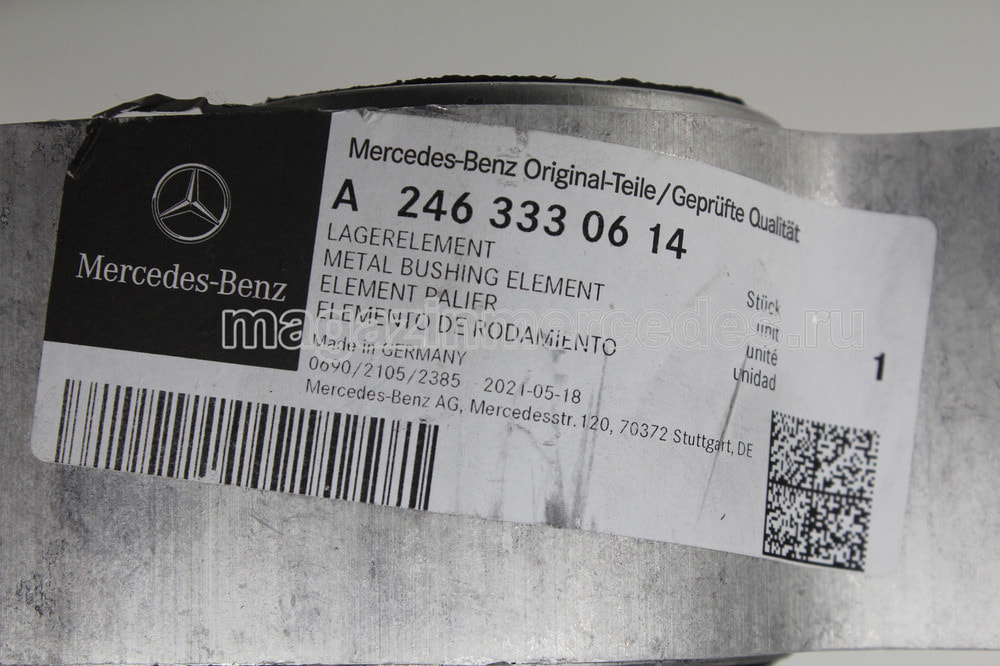 Mercedes-Benz
Mercedes-Benz Original-Teile/Geprüfte Qualität
A 246 333 06 14
LAGERELEMENT
METAL BUSHING ELEMENT
ELEMENT PALIER
ELEMENTO DE RODAMIENTO
Made in GERMANY
0690/2105/2385 2021-05-18
Mercedes-Benz AG, Mercedesstr. 120, 70372 Stuttgart, DE
Stück
unit
unité
unidad
1
magazinmercedes.ru